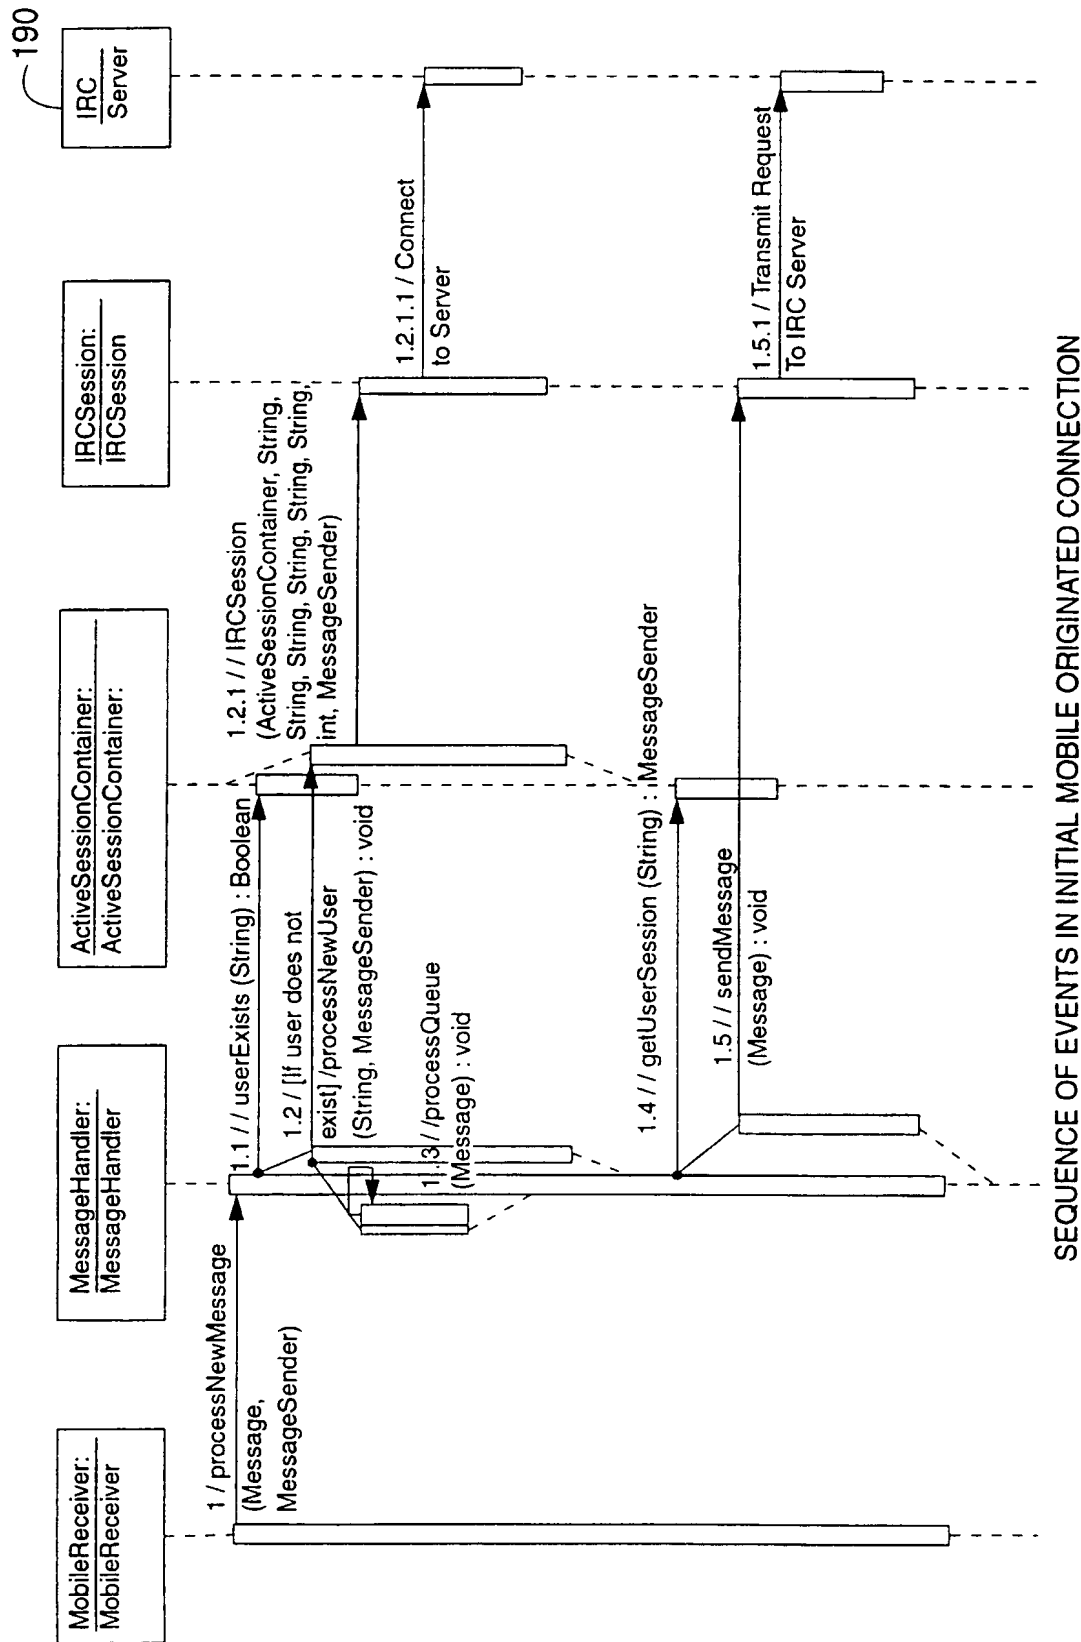 MobileReceiver:
MobileReceiver
MessageHandler:
MessageHandler
ActiveSessionContainer:
ActiveSessionContainer:
IRCSession:
IRCSession
IRC
Server
190
1 / processNewMessage
(Message,
MessageSender)
1.1 / / userExists (String) : Boolean
1.2 / [If user does not
exist] /processNewUser
(String, MessageSender) : void
1.2.1 / / IRCSession
(ActiveSessionContainer, String,
String, String, String, String, String,
int, MessageSender)
1.2.1.1 / Connect
to Server
1.3 / /processQueue
(Message) : void
1.4 / / getUserSession (String) : MessageSender
1.5 / / sendMessage
(Message) : void
1.5.1 / Transmit Request
To IRC Server
SEQUENCE OF EVENTS IN INITIAL MOBILE ORIGINATED CONNECTION